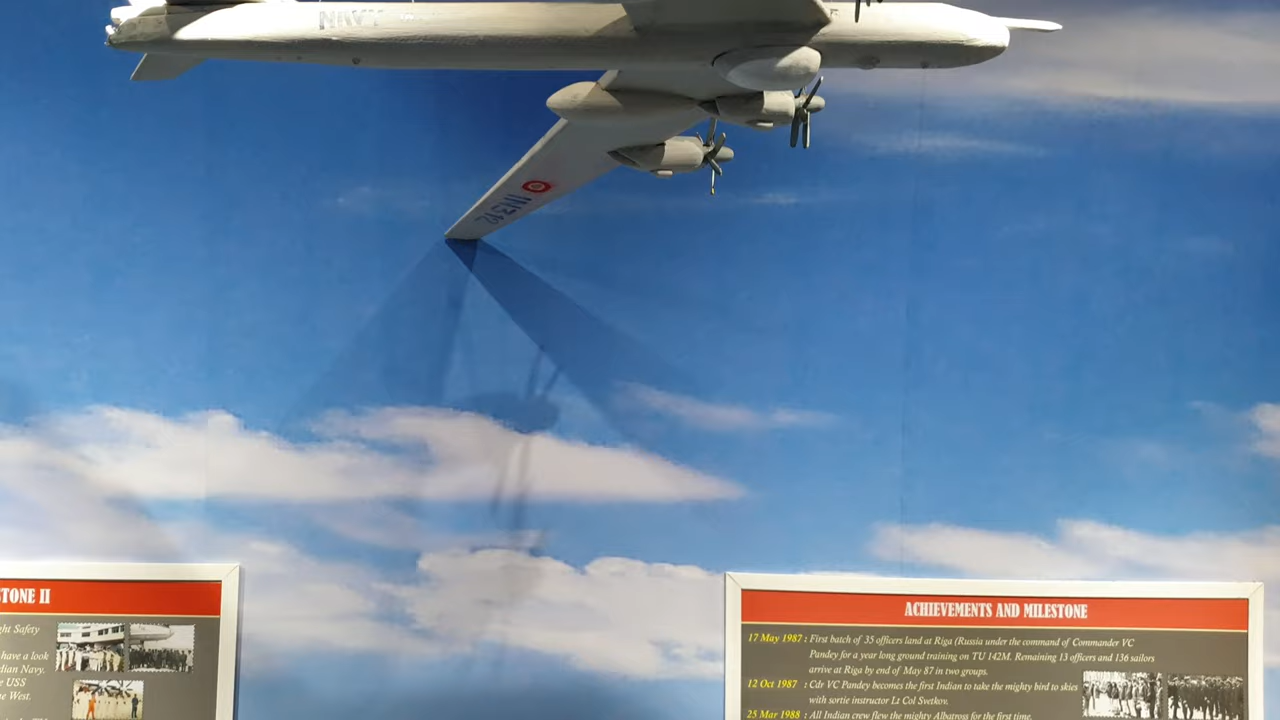 NAVY
IN312
TONE II
ght Safety
have a look
dian Navy.
e USS
he West.
ACHIEVEMENTS AND MILESTONE
17 May 1987 : First batch of 35 officers land at Riga (Russia under the command of Commander VC
Pandey for a year long ground training on TU 142M. Remaining 13 officers and 136 sailors
arrive at Riga by end of May 87 in two groups.
12 Oct 1987 : Cdr VC Pandey becomes the first Indian to take the mighty bird to skies
with sortie instructor Lt Col Svetkov.
25 Mar 1988 : All Indian crew flew the mighty Albatross for the first time.